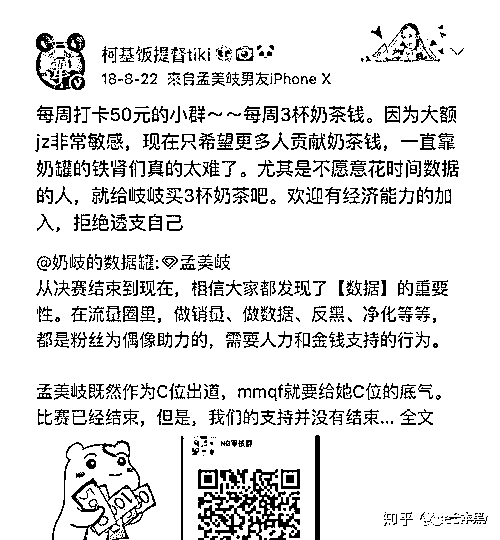 柯基饭提督tiki
18-8-22 來自孟美岐男友iPhone X
每周打卡50元的小群～～每周3杯奶茶钱。因为大额
jz非常敏感，现在只希望更多人贡献奶茶钱，一直靠
奶罐的铁肾们真的太难了。尤其是不愿意花时间数据
的人，就给岐岐买3杯奶茶吧。欢迎有经济能力的加
入，拒绝透支自己
@奶岐的数据罐:孟美岐
从决赛结束到现在，相信大家都发现了【数据】的重要
性。在流量圈里，做销量、做数据、反黑、净化等等，
都是粉丝为偶像助力的，需要人力和金钱支持的行为。
孟美岐既然作为C位出道，mmqf就要给她C位的底气。
比赛已经结束，但是，我们的支持并没有结束... 全文
知乎